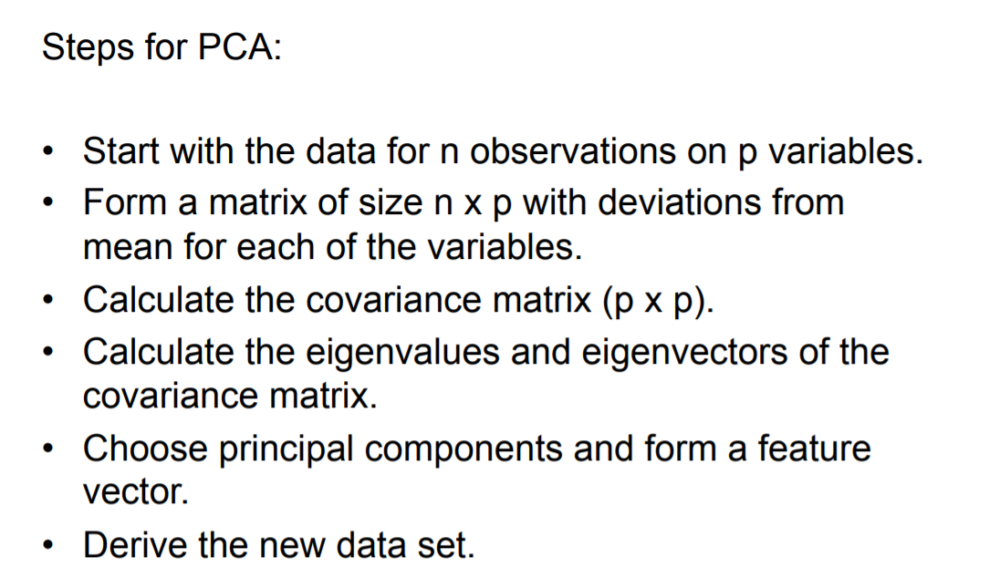 Steps for PCA:
• Start with the data for n observations on p variables.
• Form a matrix of size n x p with deviations from
mean for each of the variables.
• Calculate the covariance matrix (p x p).
• Calculate the eigenvalues and eigenvectors of the
covariance matrix.
• Choose principal components and form a feature
vector.
• Derive the new data set.